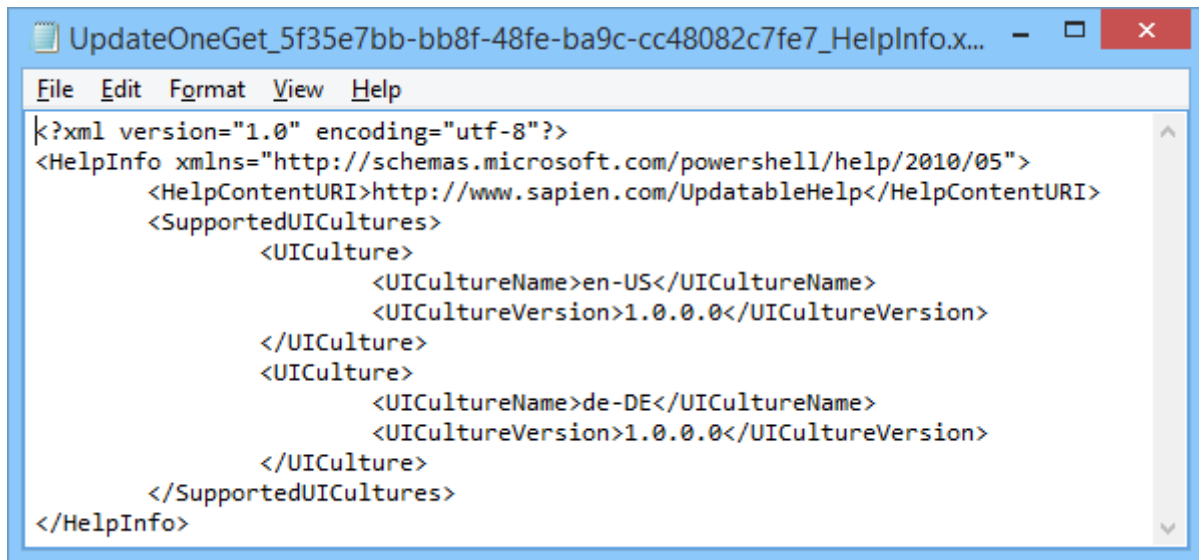 UpdateOneGet_5f35e7bb-bb8f-48fe-ba9c-cc48082c7fe7_HelpInfo.x...
File Edit Format View Help
<?xml version="1.0" encoding="utf-8"?>
<HelpInfo xmlns="http://schemas.microsoft.com/powershell/help/2010/05">
        <HelpContentURI>http://www.sapien.com/UpdatableHelp</HelpContentURI>
        <SupportedUICultures>
                <UICulture>
                        <UICultureName>en-US</UICultureName>
                        <UICultureVersion>1.0.0.0</UICultureVersion>
                </UICulture>
                <UICulture>
                        <UICultureName>de-DE</UICultureName>
                        <UICultureVersion>1.0.0.0</UICultureVersion>
                </UICulture>
        </SupportedUICultures>
</HelpInfo>